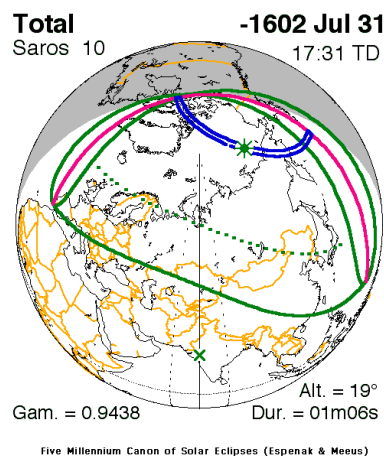 Total -1602 Jul 31
Saros 10 17:31 TD
Alt. = 19°
Gam. = 0.9438 Dur. = 01m06s
Five Millennium Canon of Solar Eclipses (Espenak & Meeus)